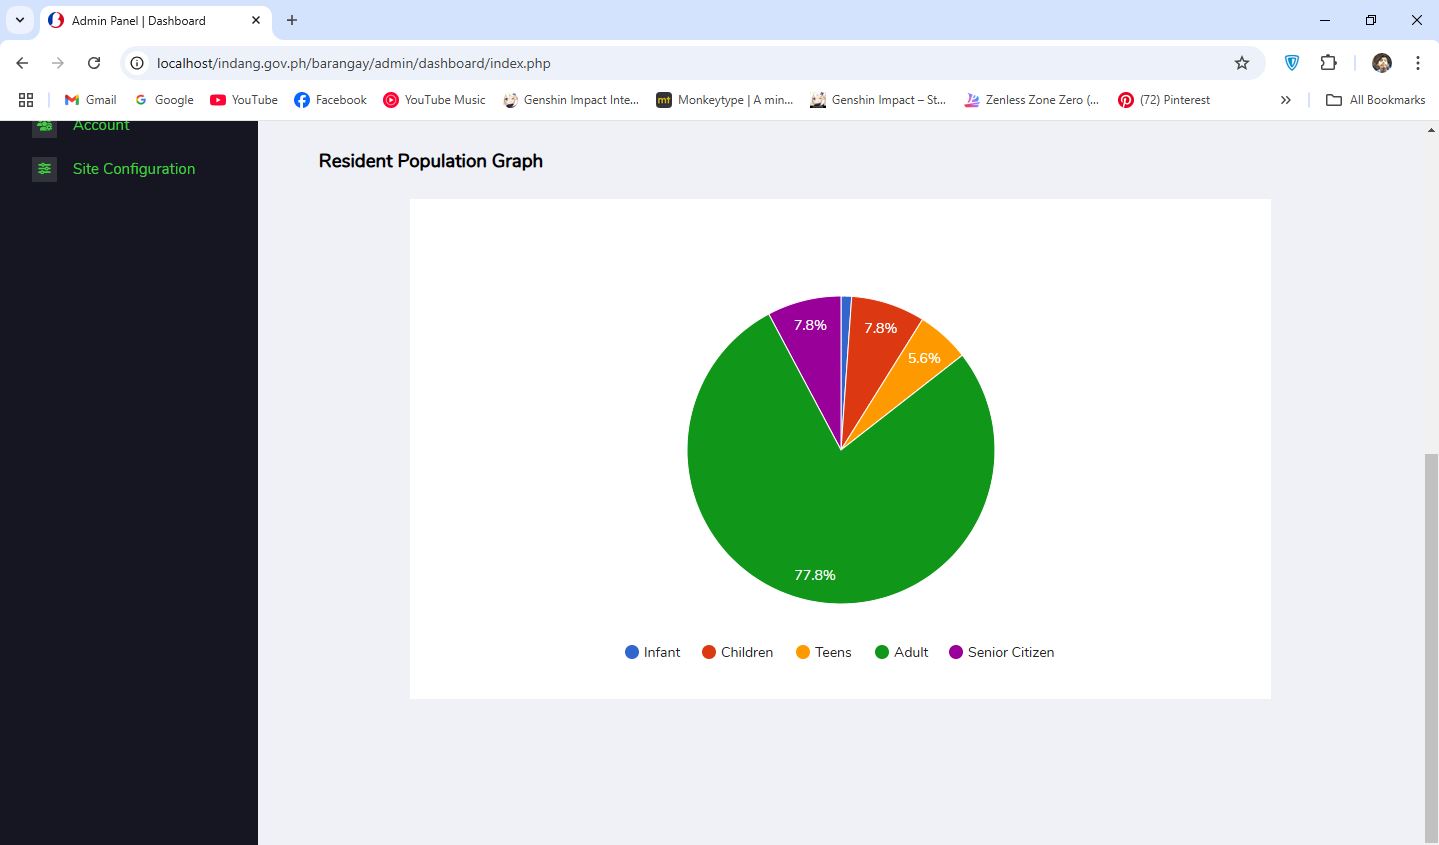 Admin Panel | Dashboard
localhost/indang.gov.ph/barangay/admin/dashboard/index.php
Gmail Google YouTube Facebook YouTube Music Genshin Impact Inte... Monkeytype | A min... Genshin Impact – St... Zenless Zone Zero (... (72) Pinterest All Bookmarks
Account
Site Configuration
Resident Population Graph
7.8% 7.8%
5.6%
77.8%
Infant Children Teens Adult Senior Citizen